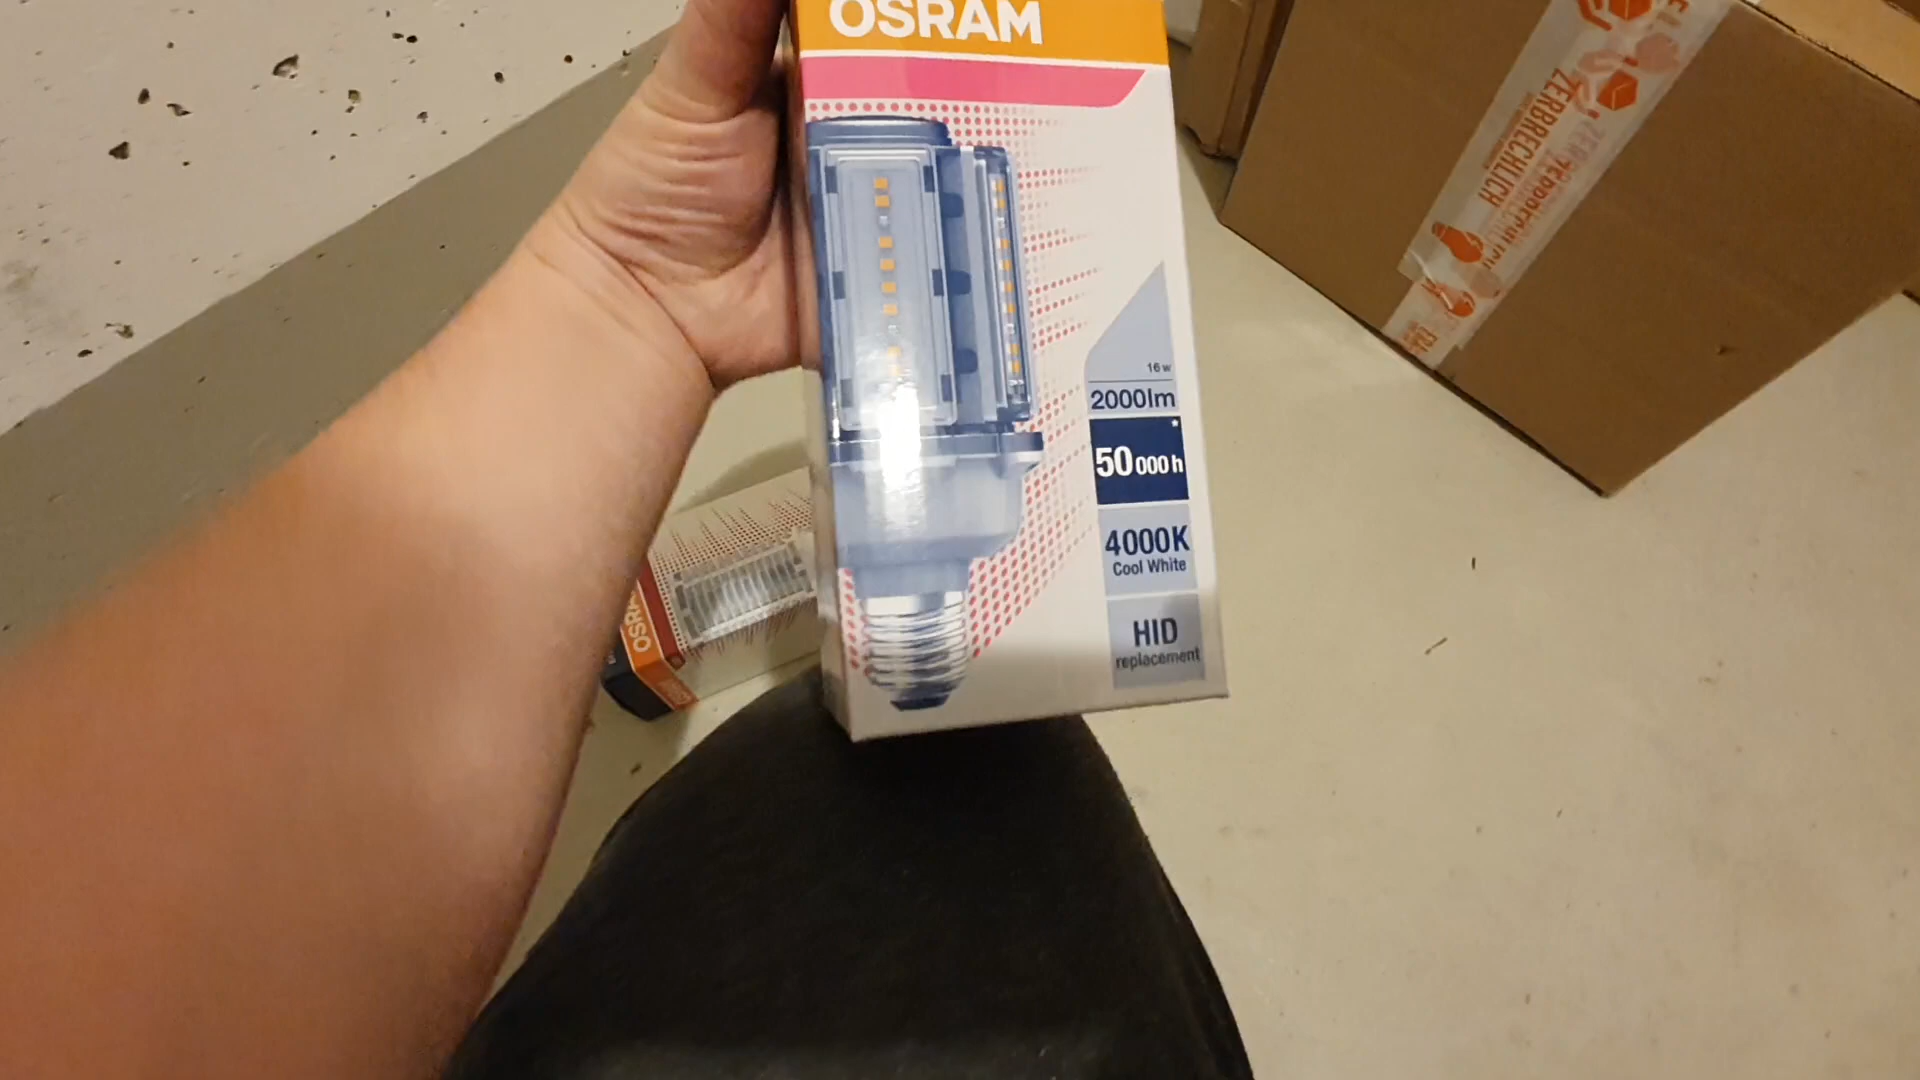 OSRAM
16 w
2000lm
50 000 h*
4000K
Cool White
HID
replacement
OSRAM
ZERBRECHLICH